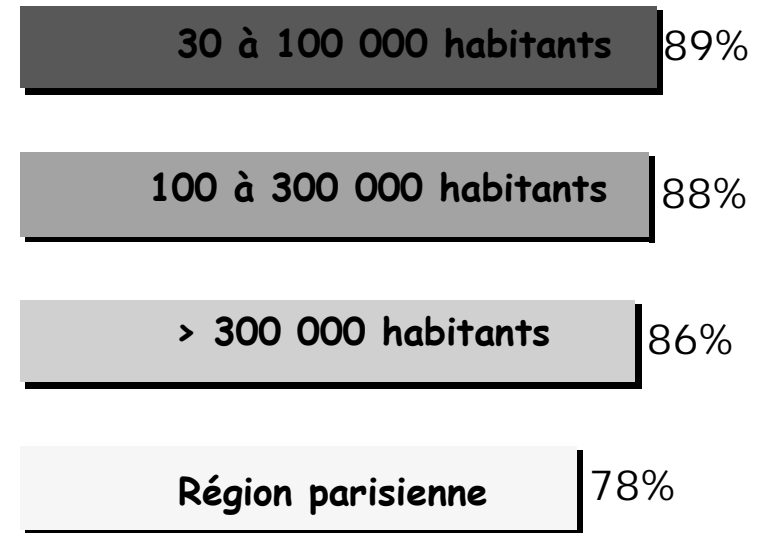 30 à 100 000 habitants 89%
100 à 300 000 habitants 88%
> 300 000 habitants 86%
Région parisienne 78%